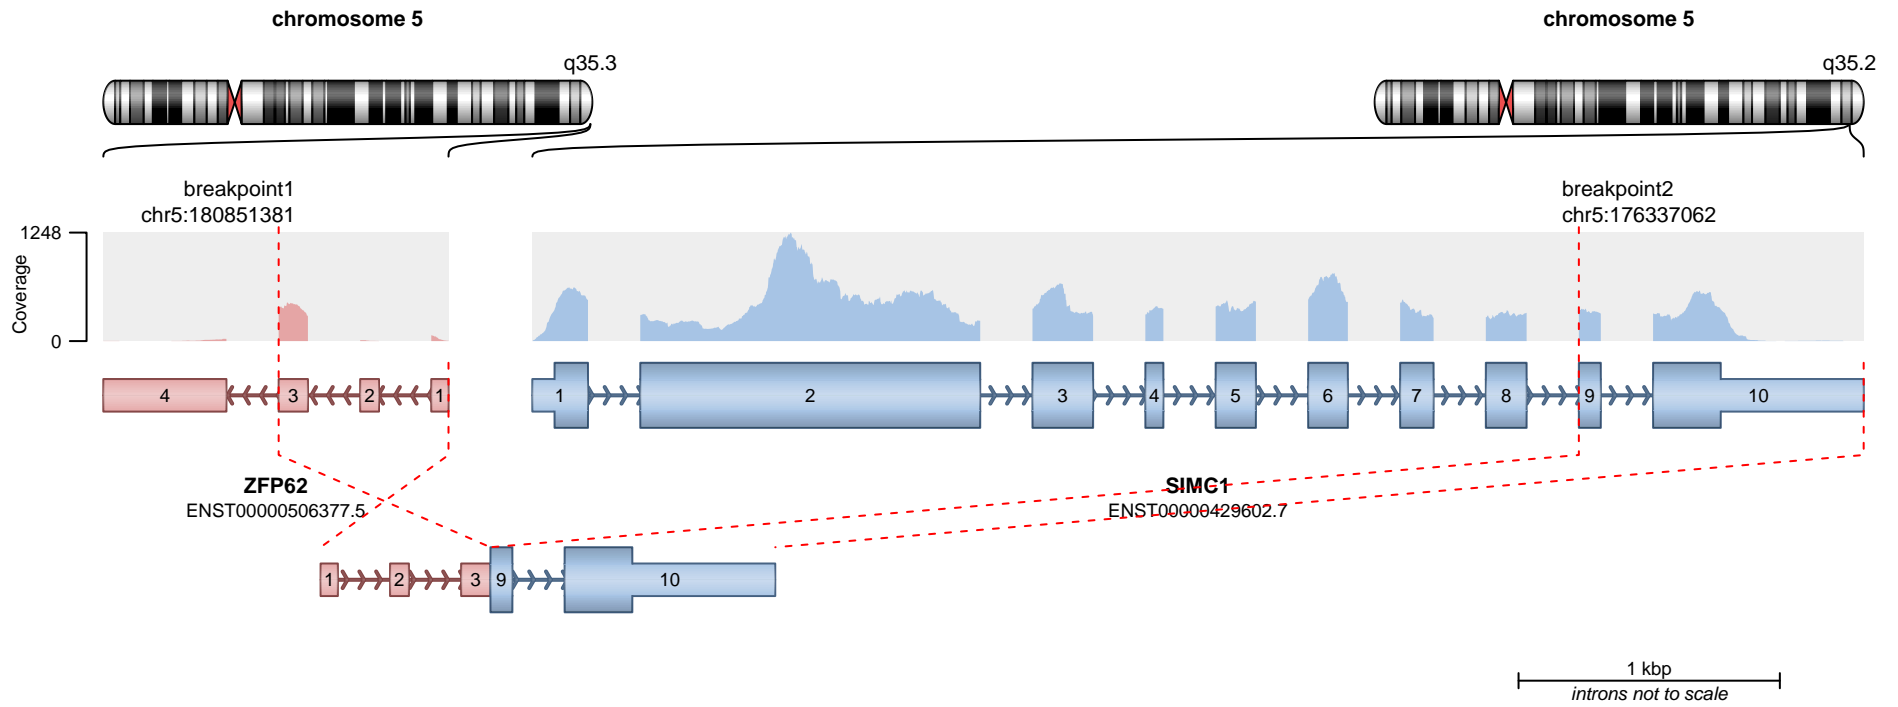 chromosome 5
chromosome 5
q35.3
q35.2
breakpoint1
chr5:180851381
breakpoint2
chr5:176337062
1248
Coverage
0
4 3 2 1
1 2 3 4 5 6 7 8 9 10
ZFP62
ENST00000506377.5
SIMC1
ENST00000429602.7
1 2 3 9 10
1 kbp
introns not to scale